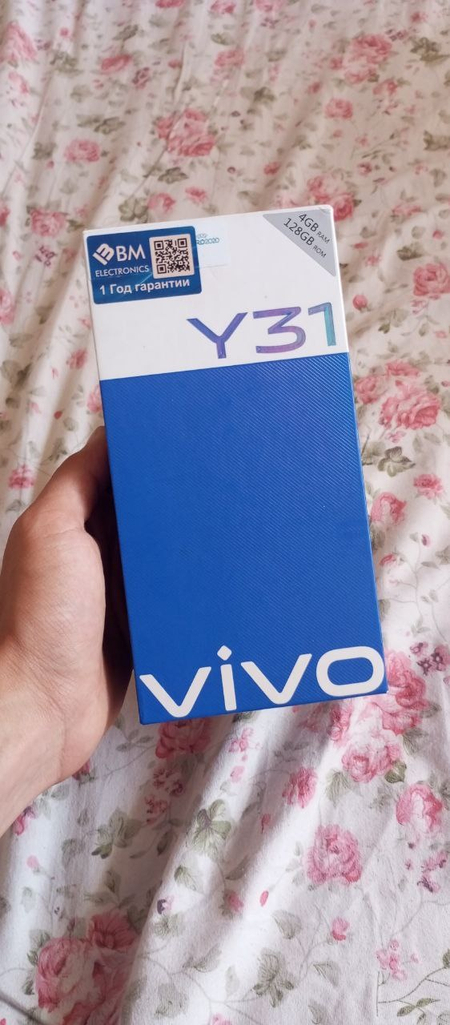 BM
ELECTRONICS
1 Год гарантии
4GB RAM
128GB ROM
Y31
vivo